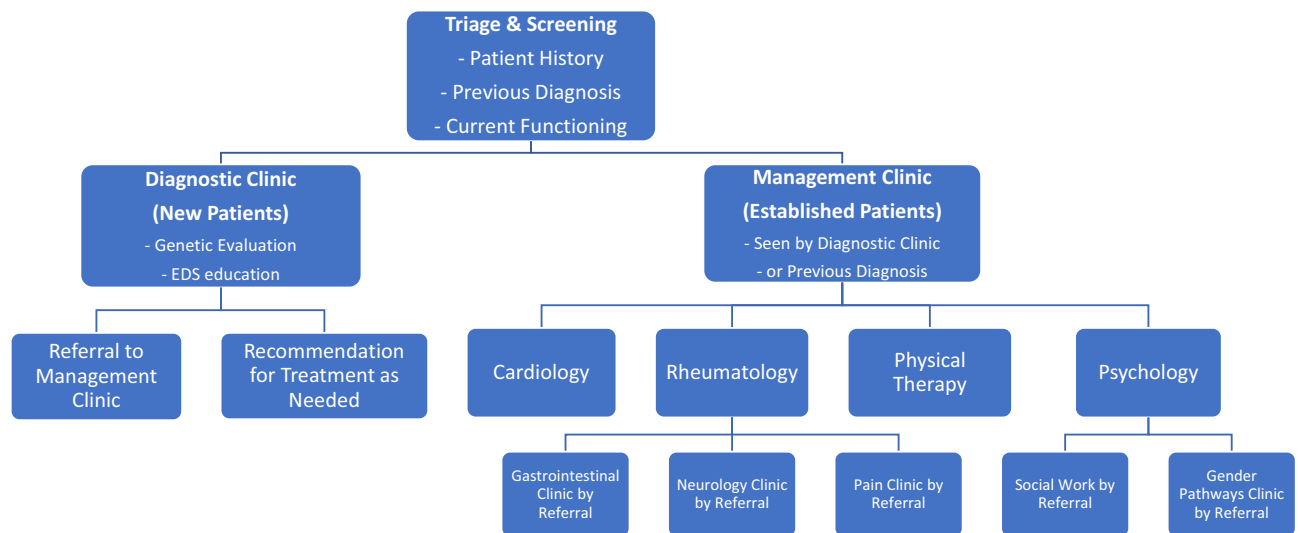 Triage & Screening
- Patient History
- Previous Diagnosis
- Current Functioning
Diagnostic Clinic
(New Patients)
- Genetic Evaluation
- EDS education
Management Clinic
(Established Patients)
- Seen by Diagnostic Clinic
- or Previous Diagnosis
Referral to
Management
Clinic
Recommendation
for Treatment as
Needed
Cardiology
Rheumatology
Physical
Therapy
Psychology
Gastrointestinal
Clinic by
Referral
Neurology Clinic
by Referral
Pain Clinic by
Referral
Social Work by
Referral
Gender
Pathways Clinic
by Referral